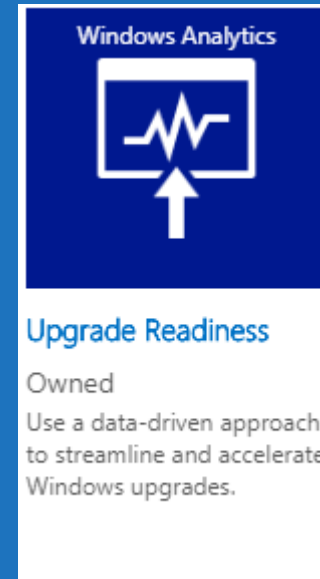 Windows Analytics
Upgrade Readiness
Owned
Use a data-driven approach
to streamline and accelerate
Windows upgrades.